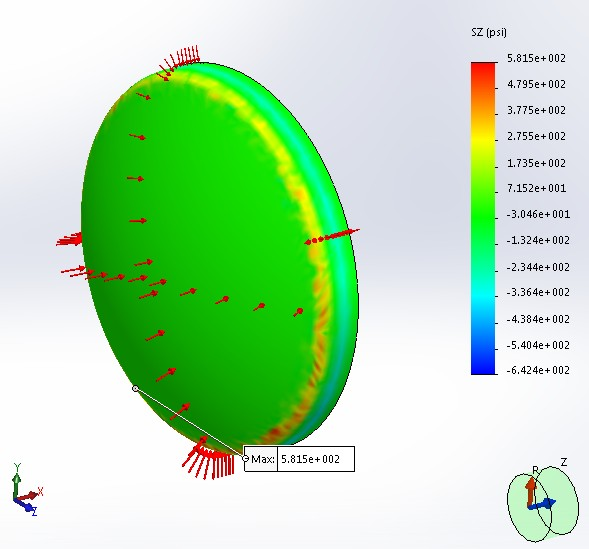 SZ (psi)
5.815e+002
4.795e+002
3.775e+002
2.755e+002
1.735e+002
7.152e+001
-3.046e+001
-1.324e+002
-2.344e+002
-3.364e+002
-4.384e+002
-5.404e+002
-6.424e+002
Max: 5.815e+002
Y
X
Z
R
Z